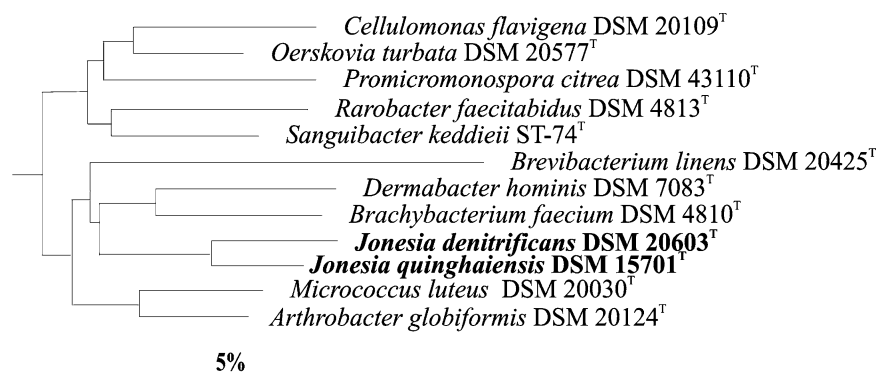 Cellulomonas flavigena DSM 20109T
Oerskovia turbata DSM 20577T
Promicromonospora citrea DSM 43110T
Rarobacter faecitabidus DSM 4813T
Sanguibacter keddieii ST-74T
Brevibacterium linens DSM 20425T
Dermabacter hominis DSM 7083T
Brachybacterium faecium DSM 4810T
Jonesia denitrificans DSM 20603T
Jonesia quinghaiensis DSM 15701T
Micrococcus luteus DSM 20030T
Arthrobacter globiformis DSM 20124T
5%